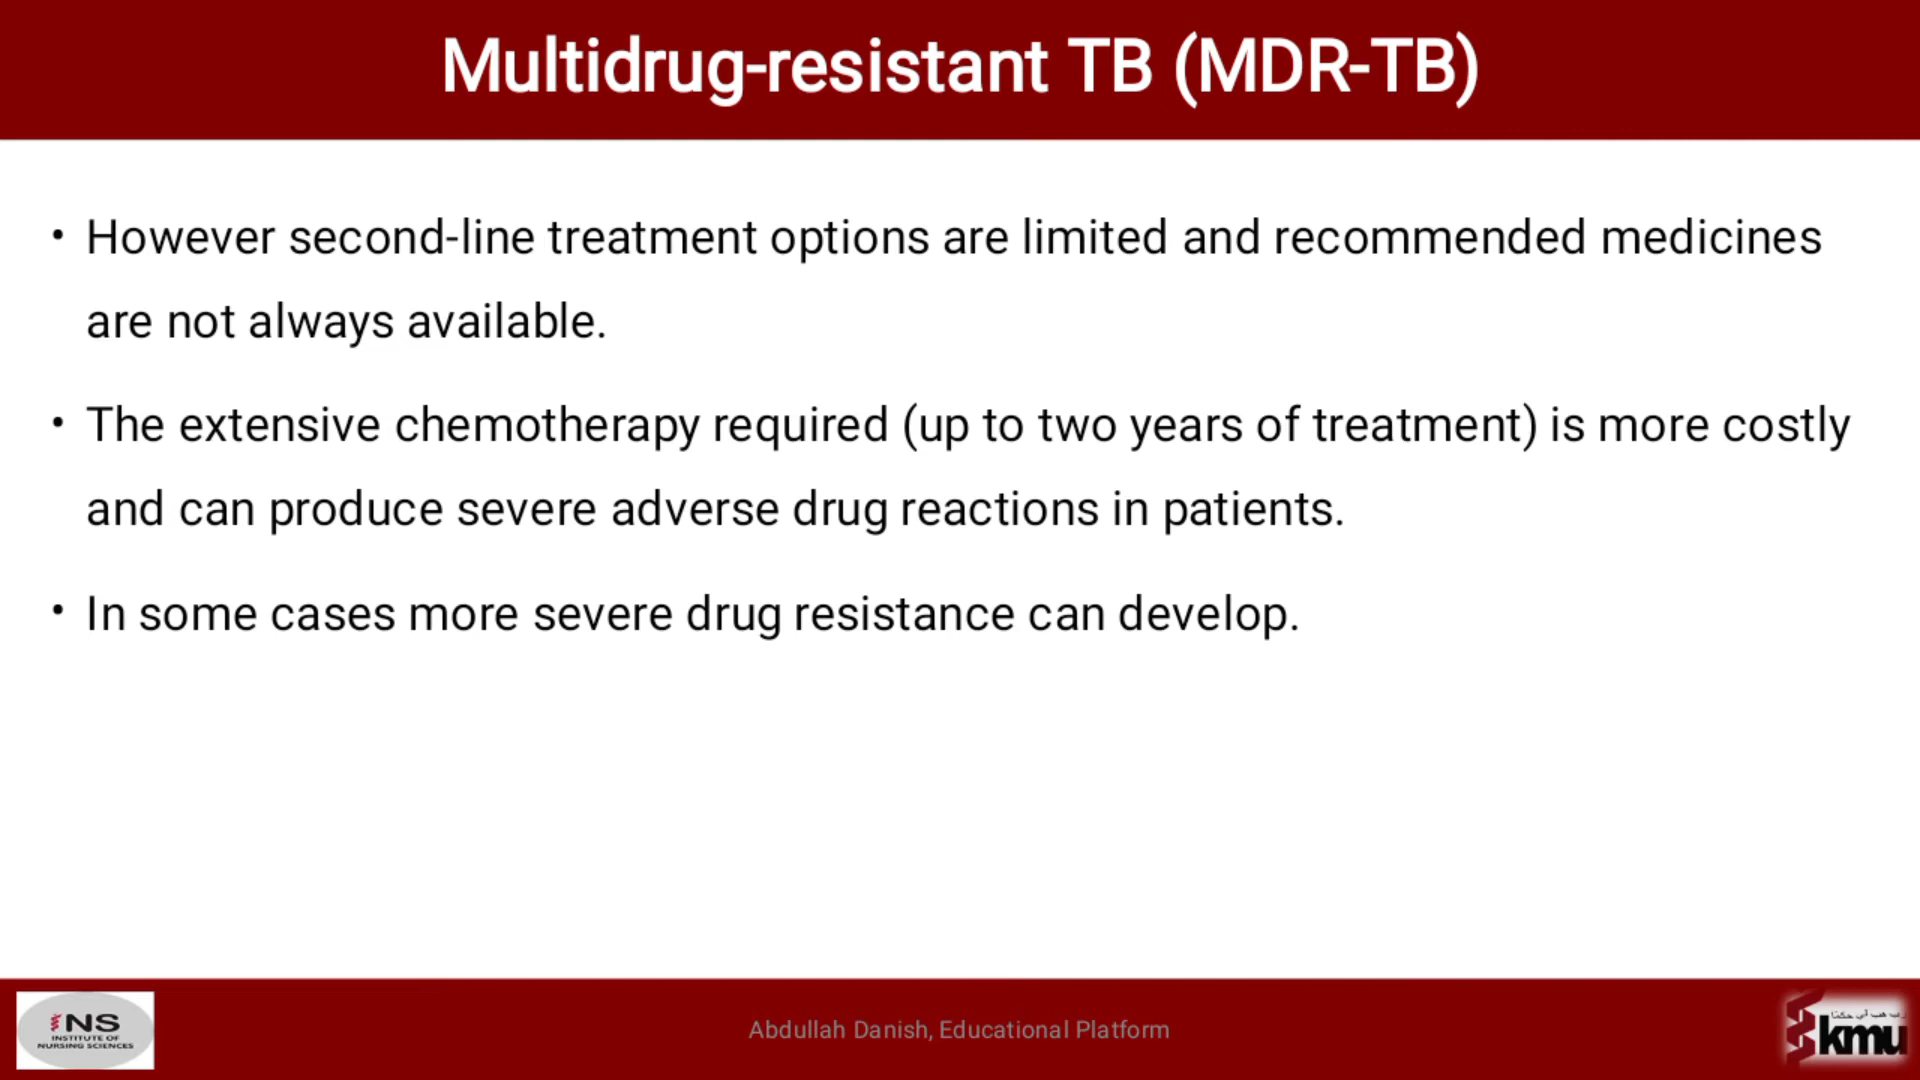 Multidrug-resistant TB (MDR-TB)
• However second-line treatment options are limited and recommended medicines
are not always available.
• The extensive chemotherapy required (up to two years of treatment) is more costly
and can produce severe adverse drug reactions in patients.
• In some cases more severe drug resistance can develop.
iNS
INSTITUTE OF
NURSING SCIENCES
Abdullah Danish, Educational Platform
kmu